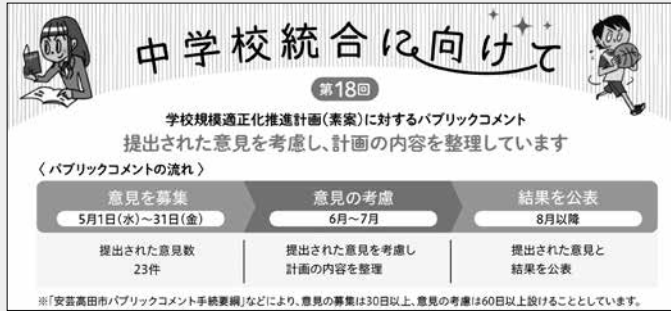 中学校統合に向けて
第18回
学校規模適正化推進計画(素案)に対するパブリックコメント
提出された意見を考慮し、計画の内容を整理しています
〈パブリックコメントの流れ〉
意見を募集
5月1日(水)〜31日(金)
提出された意見数
23件
意見の考慮
6月〜7月
提出された意見を考慮し
計画の内容を整理
結果を公表
8月以降
提出された意見と
結果を公表
※「安芸高田市パブリックコメント手続要綱」などにより、意見の募集は30日以上、意見の考慮は60日以上設けることとしています。